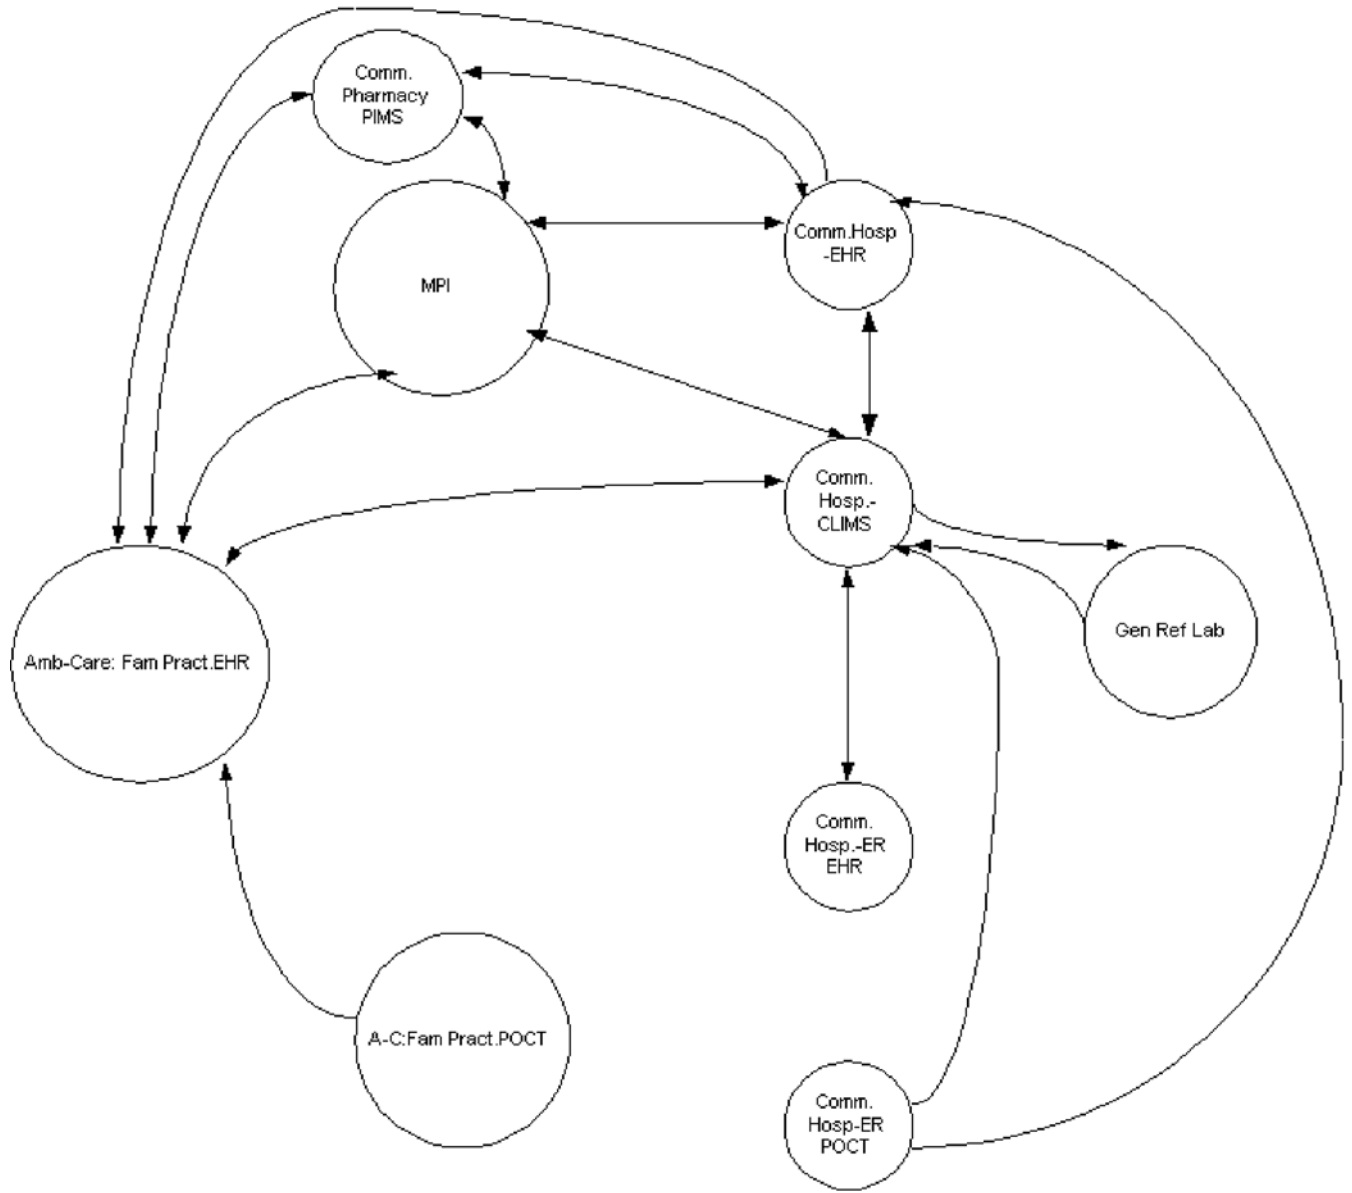 Comm.
Pharmacy
PIMS
Comm.Hosp
-EHR
MPI
Comm.
Hosp.-
CLIMS
Gen Ref Lab
Amb-Care: Fam Pract.EHR
Comm.
Hosp.-ER
EHR
A-C:Fam Pract.POCT
Comm.
Hosp-ER
POCT